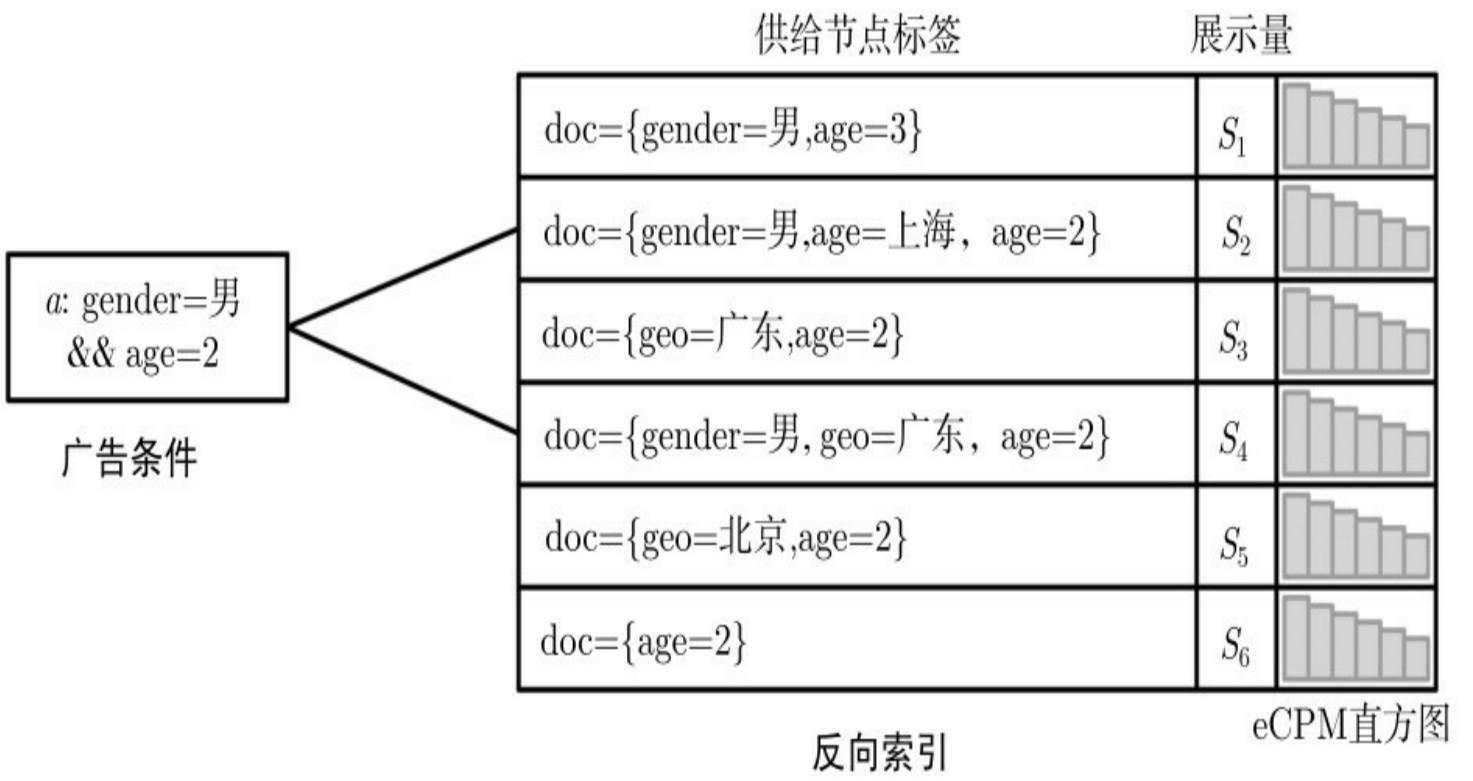 供给节点标签 展示量
doc={gender=男,age=3} S₁
doc={gender=男,age=上海，age=2} S₂
a: gender=男
&& age=2
广告条件
doc={geo=广东,age=2} S₃
doc={gender=男, geo=广东，age=2} S₄
doc={geo=北京,age=2} S₅
doc={age=2} S₆
eCPM直方图
反向索引